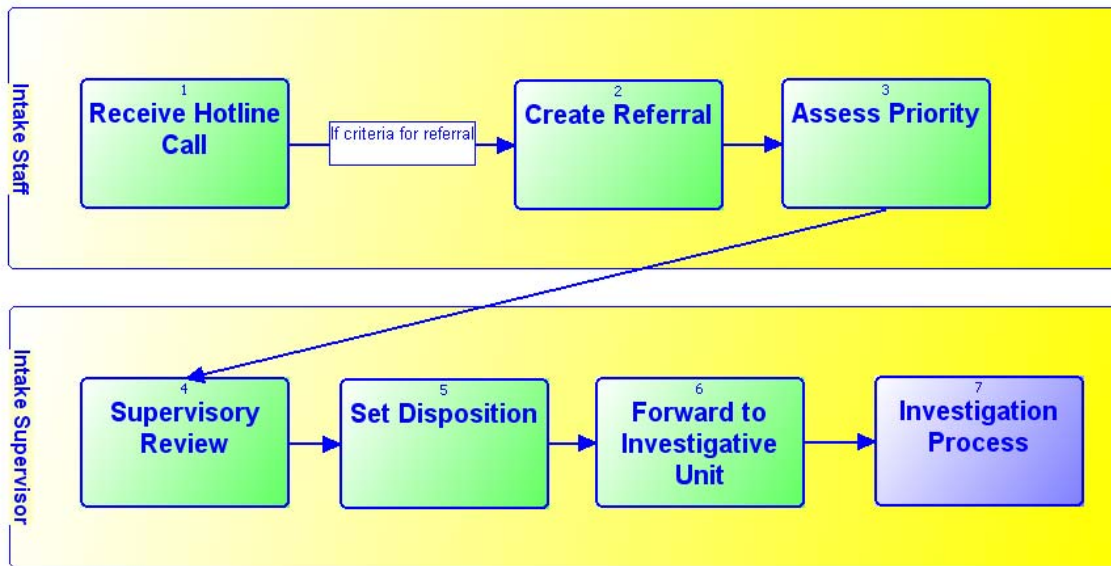 Intake Staff
1
Receive Hotline
Call
If criteria for referral
2
Create Referral
3
Assess Priority
Intake Supervisor
4
Supervisory
Review
5
Set Disposition
6
Forward to
Investigative
Unit
7
Investigation
Process